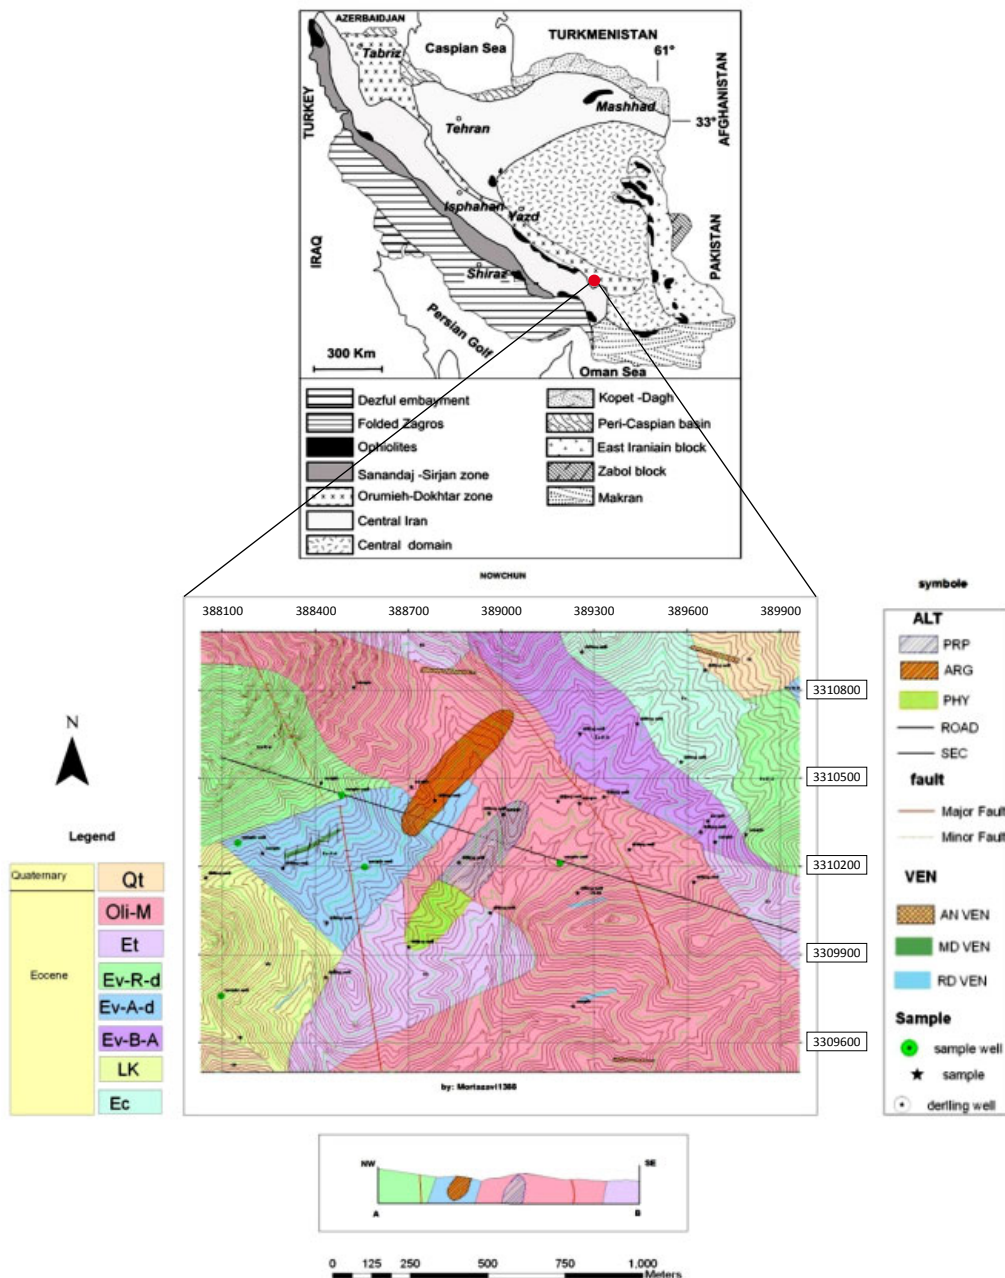 AZERBAIDJAN
Caspian Sea
TURKMENISTAN
61°
Tabriz
TURKEY
Mashhad
AFGHANISTAN
Tehran
33°
Isphahan
Yazd
IRAQ
PAKISTAN
Shiraz
Persian Golf
300 Km
Oman Sea
Dezful embayment
Folded Zagros
Ophiolites
Sanandaj -Sirjan zone
Orumieh-Dokhtar zone
Central Iran
Central domain
Kopet -Dagh
Peri-Caspian basin
East Iraniain block
Zabol block
Makran
NOWCHUN
388100 388400 388700 389000 389300 389600 389900
3310800
3310500
3310200
3309900
3309600
by: Mortazavi1386
N
Legend
Quaternary
Eocene
Qt
Oli-M
Et
Ev-R-d
Ev-A-d
Ev-B-A
LK
Ec
symbole
ALT
PRP
ARG
PHY
ROAD
SEC
fault
Major Fault
Minor Fault
VEN
AN VEN
MD VEN
RD VEN
Sample
sample well
sample
derlling well
NW
SE
A
B
0 125 250 500 750 1,000
Meters